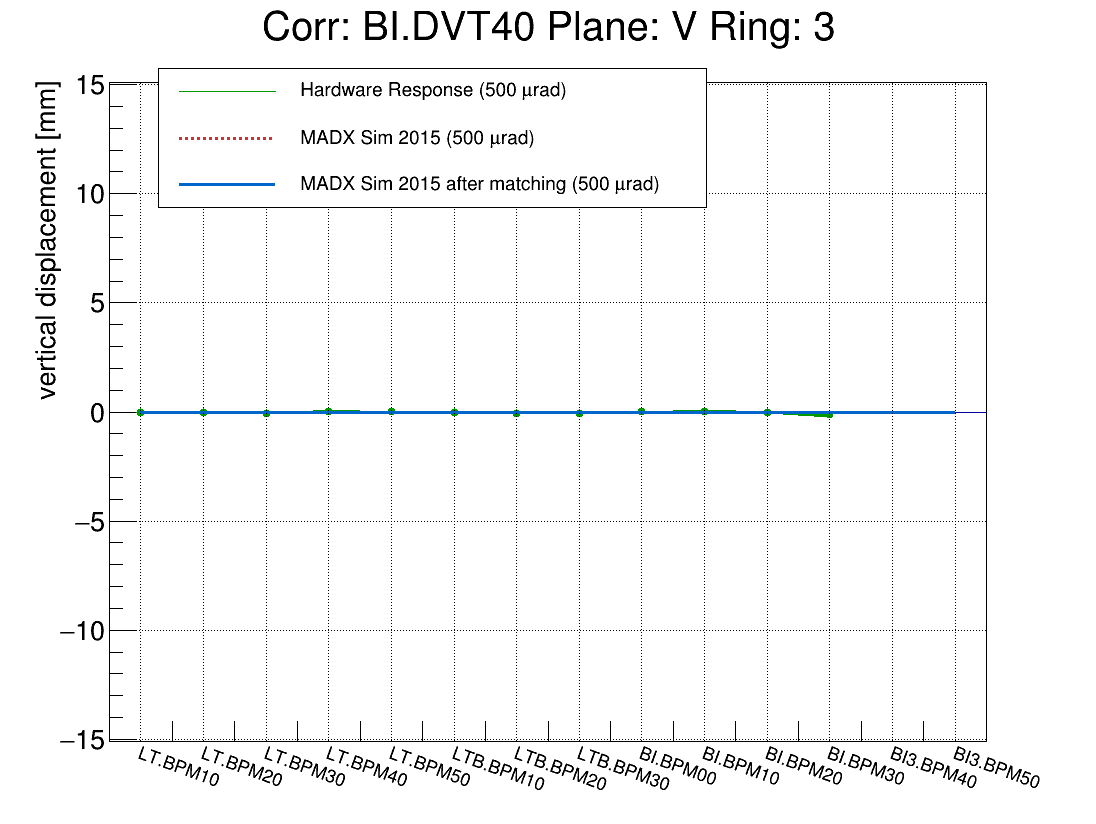 Corr: BI.DVT40 Plane: V Ring: 3
vertical displacement [mm]
Hardware Response (500 μrad)
MADX Sim 2015 (500 μrad)
MADX Sim 2015 after matching (500 μrad)
15
10
5
0
−5
−10
−15
LT.BPM10
LT.BPM20
LT.BPM30
LT.BPM40
LT.BPM50
LTB.BPM10
LTB.BPM20
LTB.BPM30
BI.BPM00
BI.BPM10
BI.BPM20
BI.BPM30
BI3.BPM40
BI3.BPM50